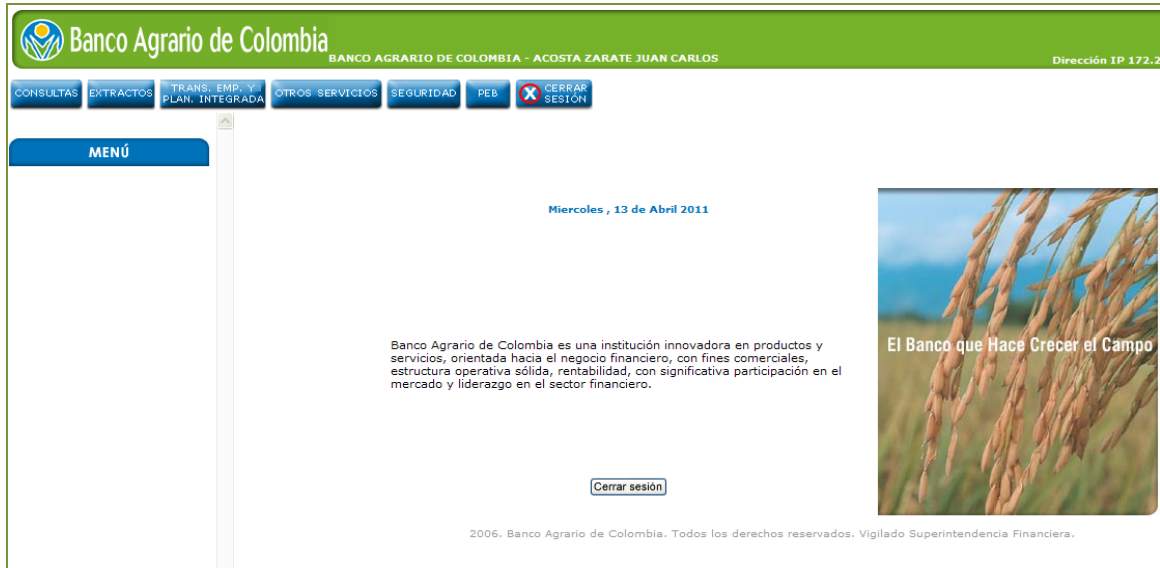 Banco Agrario de Colombia
BANCO AGRARIO DE COLOMBIA - ACOSTA ZARATE JUAN CARLOS
Dirección IP 172.2
CONSULTAS
EXTRACTOS
TRANS. EMP. Y
PLAN. INTEGRADA
OTROS SERVICIOS
SEGURIDAD
PEB
CERRAR
SESIÓN
MENÚ
Miercoles , 13 de Abril 2011
Banco Agrario de Colombia es una institución innovadora en productos y
servicios, orientada hacia el negocio financiero, con fines comerciales,
estructura operativa sólida, rentabilidad, con significativa participación en el
mercado y liderazgo en el sector financiero.
El Banco que Hace Crecer el Campo
Cerrar sesión
2006. Banco Agrario de Colombia. Todos los derechos reservados. Vigilado Superintendencia Financiera.